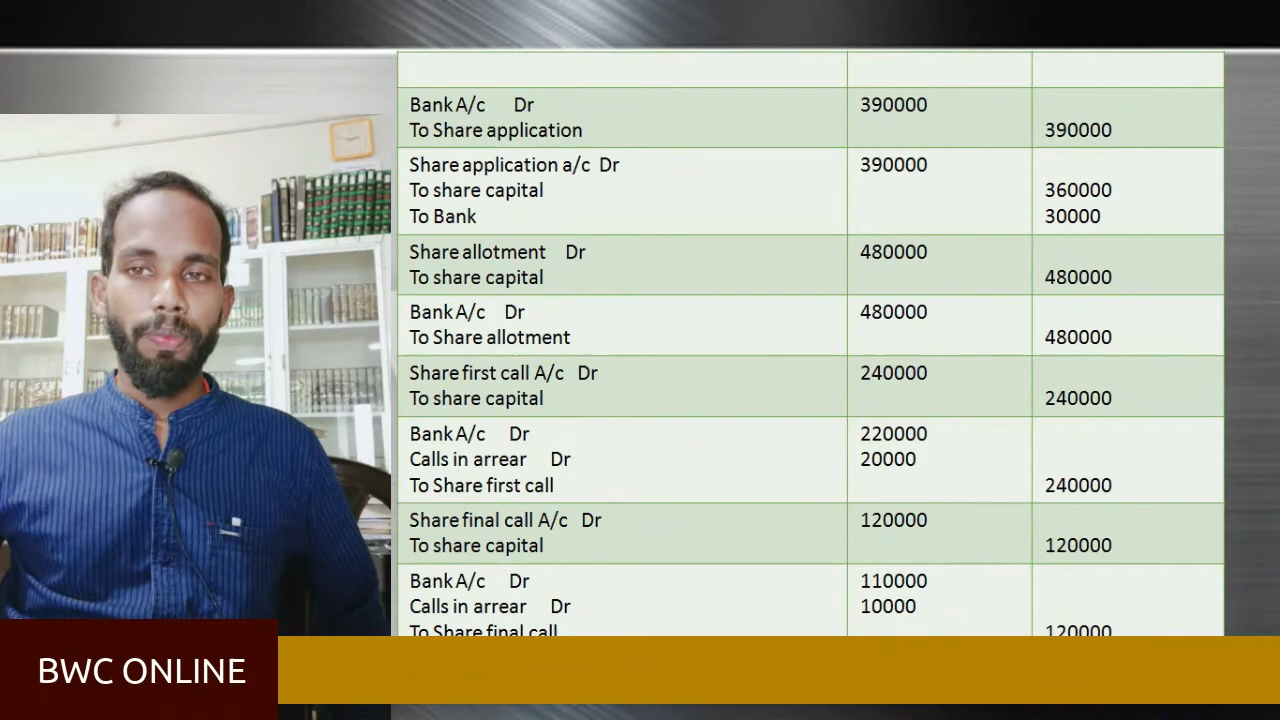 Bank A/c Dr 390000
To Share application 390000
Share application a/c Dr 390000
To share capital 360000
To Bank 30000
Share allotment Dr 480000
To share capital 480000
Bank A/c Dr 480000
To Share allotment 480000
Share first call A/c Dr 240000
To share capital 240000
Bank A/c Dr 220000
Calls in arrear Dr 20000
To Share first call 240000
Share final call A/c Dr 120000
To share capital 120000
Bank A/c Dr 110000
Calls in arrear Dr 10000
To Share final call 120000
BWC ONLINE